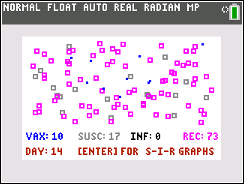 NORMAL FLOAT AUTO REAL RADIAN MP
VAX: 10 SUSC: 17 INF: 0 REC: 73
DAY: 14 [ENTER] FOR S-I-R GRAPHS